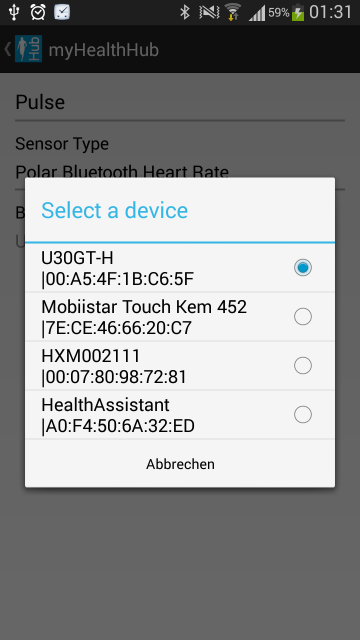 59% 01:31
Hub myHealthHub
Pulse
Sensor Type
Polar Bluetooth Heart Rate
B
U
Select a device
U30GT-H
|00:A5:4F:1B:C6:5F
Mobiistar Touch Kem 452
|7E:CE:46:66:20:C7
HXM002111
|00:07:80:98:72:81
HealthAssistant
|A0:F4:50:6A:32:ED
Abbrechen